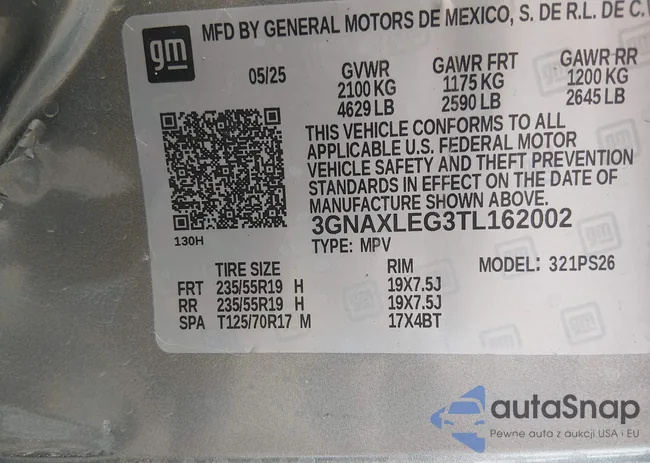 MFD BY GENERAL MOTORS DE MEXICO, S. DE R.L. DE C.
gm
05/25
GVWR GAWR FRT GAWR RR
2100 KG 1175 KG 1200 KG
4629 LB 2590 LB 2645 LB
THIS VEHICLE CONFORMS TO ALL
APPLICABLE U.S. FEDERAL MOTOR
VEHICLE SAFETY AND THEFT PREVENTION
STANDARDS IN EFFECT ON THE DATE OF
MANUFACTURE SHOWN ABOVE.
3GNAXLEG3TL162002
130H
TYPE: MPV
TIRE SIZE RIM MODEL: 321PS26
FRT 235/55R19 H 19X7.5J
RR 235/55R19 H 19X7.5J
SPA T125/70R17 M 17X4BT
autaSnap
Pewne auta z aukcji USA i EU